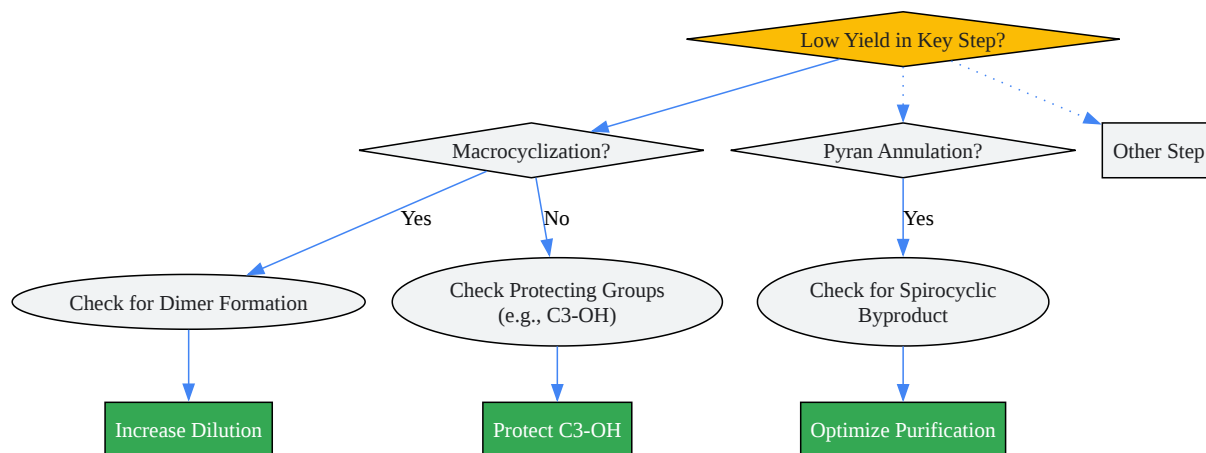 Low Yield in Key Step?
Macrocyclization?
Pyran Annulation?
Other Step
Yes
No
Yes
Check for Dimer Formation
Check Protecting Groups
(e.g., C3-OH)
Check for Spirocyclic
Byproduct
Increase Dilution
Protect C3-OH
Optimize Purification